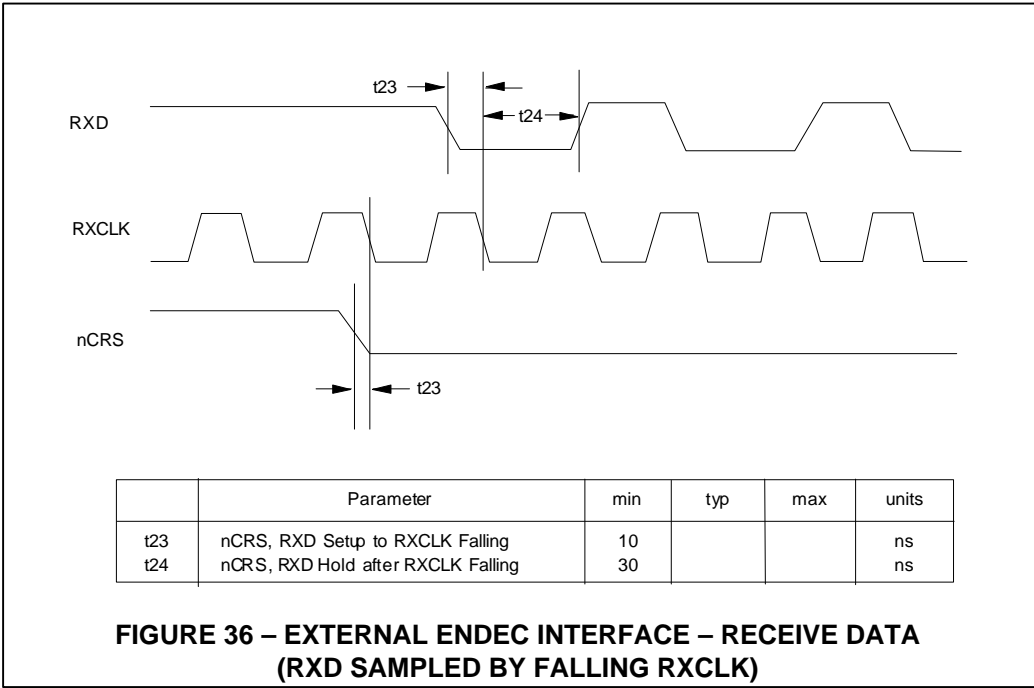 t23
t24
RXD
RXCLK
nCRS
t23
Parameter min typ max units
t23 nCRS, RXD Setup to RXCLK Falling 10 ns
t24 nCRS, RXD Hold after RXCLK Falling 30 ns
FIGURE 36 – EXTERNAL ENDEC INTERFACE – RECEIVE DATA
(RXD SAMPLED BY FALLING RXCLK)